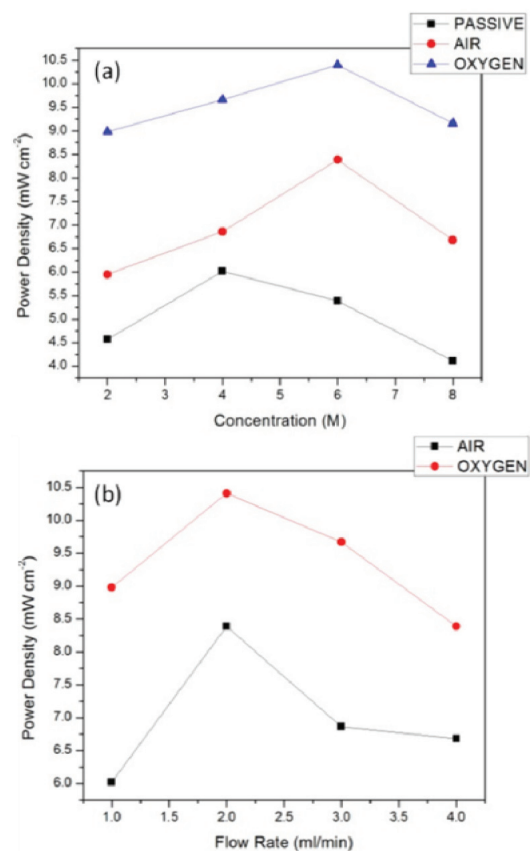 PASSIVE
AIR
OXYGEN
(a)
10.5
10.0
9.5
9.0
8.5
8.0
7.5
7.0
6.5
6.0
5.5
5.0
4.5
4.0
Power Density (mW cm-2)
2 3 4 5 6 7 8
Concentration (M)
AIR
OXYGEN
(b)
10.5
10.0
9.5
9.0
8.5
8.0
7.5
7.0
6.5
6.0
Power Density (mW cm-2)
1.0 1.5 2.0 2.5 3.0 3.5 4.0
Flow Rate (ml/min)